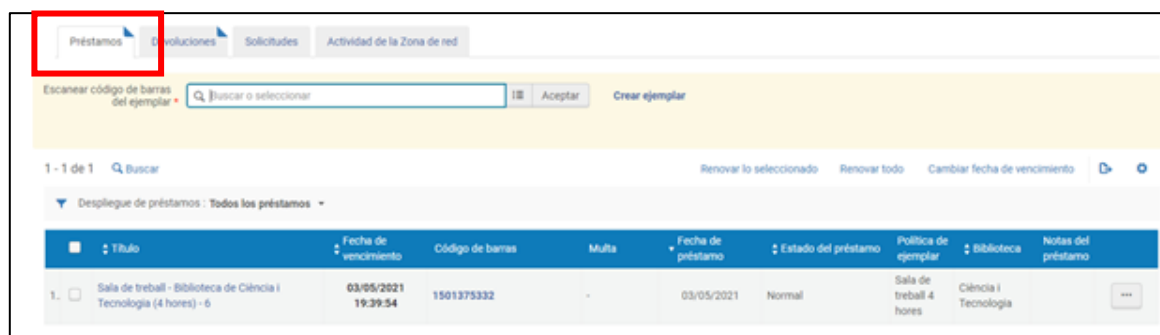 Préstamos Devoluciones Solicitudes Actividad de la Zona de red
Escanear código de barras
del ejemplar * Buscar o seleccionar Aceptar Crear ejemplar
1 - 1 de 1 Buscar Renovar lo seleccionado Renovar todo Cambiar fecha de vencimiento
Despliegue de préstamos : Todos los préstamos
Título Fecha de vencimiento Código de barras Multa Fecha de préstamo Estado del préstamo Política de ejemplar Biblioteca Notas del préstamo
1. Sala de treball - Biblioteca de Ciència i Tecnologia (4 hores) - 6 03/05/2021 19:39:54 1501375332 - 03/05/2021 Normal Sala de treball 4 hores Ciència i Tecnologia